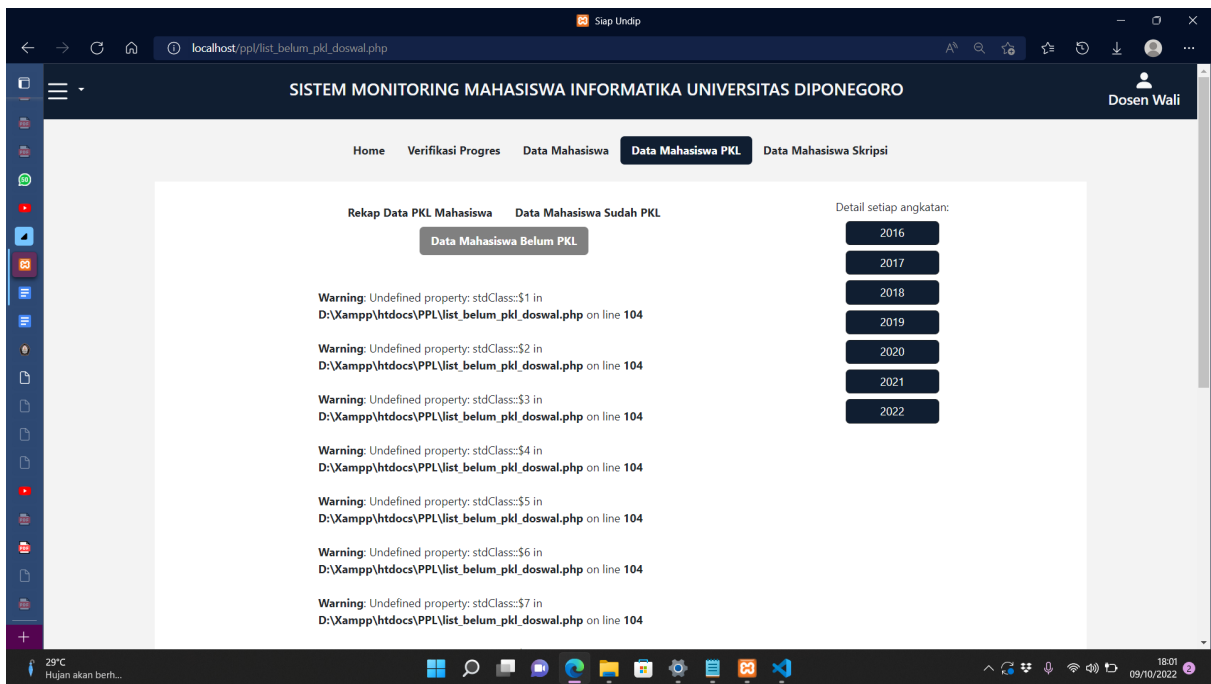 Siap Undip
localhost/ppl/list_belum_pkl_doswal.php
SISTEM MONITORING MAHASISWA INFORMATIKA UNIVERSITAS DIPONEGORO
Dosen Wali
Home Verifikasi Progres Data Mahasiswa Data Mahasiswa PKL Data Mahasiswa Skripsi
Rekap Data PKL Mahasiswa Data Mahasiswa Sudah PKL
Data Mahasiswa Belum PKL
Detail setiap angkatan:
2016
2017
2018
2019
2020
2021
2022
Warning: Undefined property: stdClass::$1 in
D:\Xampp\htdocs\PPL\list_belum_pkl_doswal.php on line 104
Warning: Undefined property: stdClass::$2 in
D:\Xampp\htdocs\PPL\list_belum_pkl_doswal.php on line 104
Warning: Undefined property: stdClass::$3 in
D:\Xampp\htdocs\PPL\list_belum_pkl_doswal.php on line 104
Warning: Undefined property: stdClass::$4 in
D:\Xampp\htdocs\PPL\list_belum_pkl_doswal.php on line 104
Warning: Undefined property: stdClass::$5 in
D:\Xampp\htdocs\PPL\list_belum_pkl_doswal.php on line 104
Warning: Undefined property: stdClass::$6 in
D:\Xampp\htdocs\PPL\list_belum_pkl_doswal.php on line 104
Warning: Undefined property: stdClass::$7 in
D:\Xampp\htdocs\PPL\list_belum_pkl_doswal.php on line 104
29°C
Hujan akan berh...
18:01
09/10/2022
2